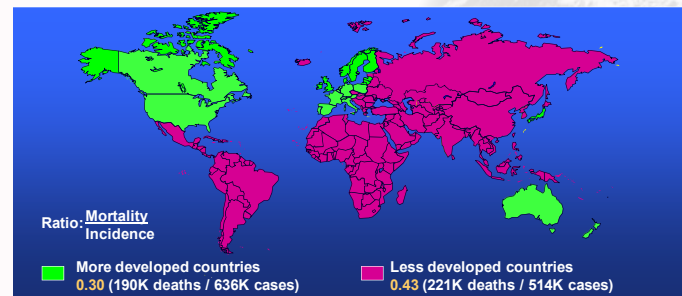 Ratio: Mortality
Incidence
More developed countries
0.30 (190K deaths / 636K cases)
Less developed countries
0.43 (221K deaths / 514K cases)